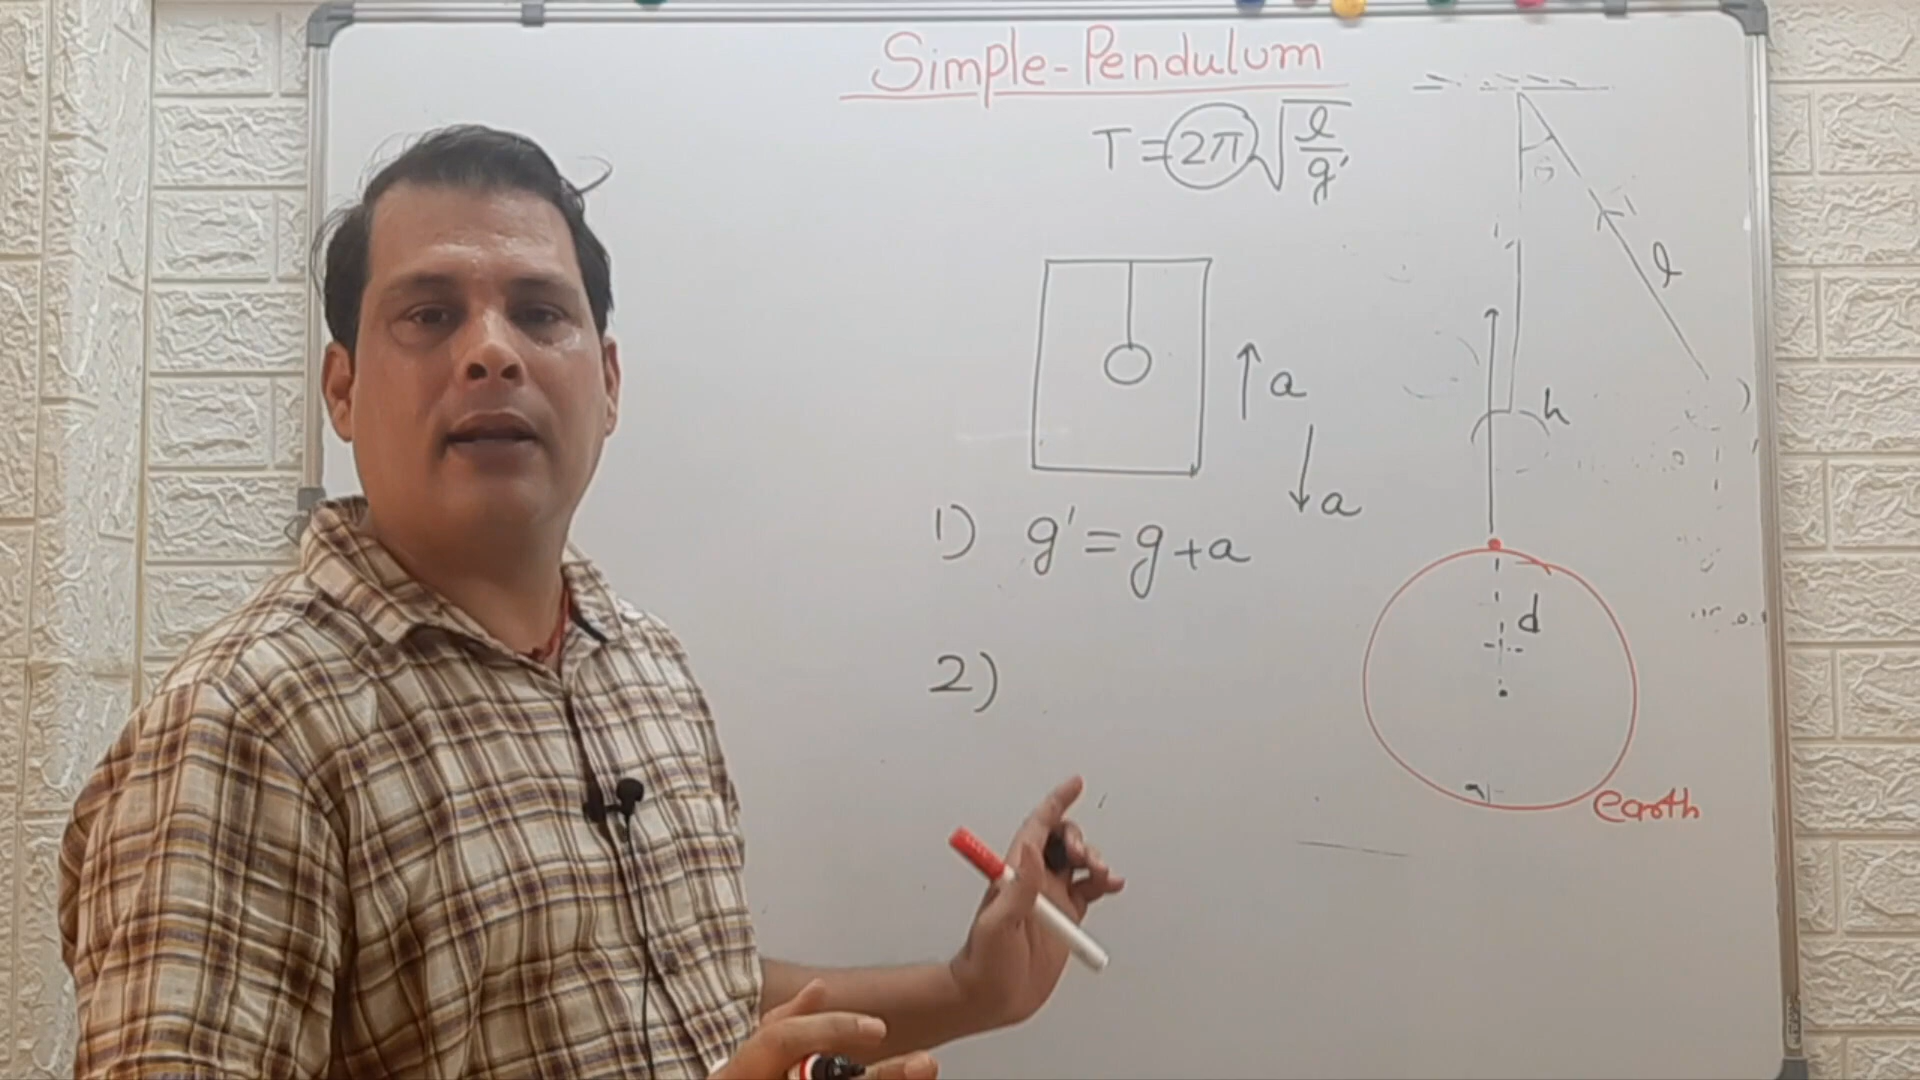 Simple-Pendulum
T = 2π√l/g'
θ
l
a
h
a
1) g' = g + a
d
2)
earth